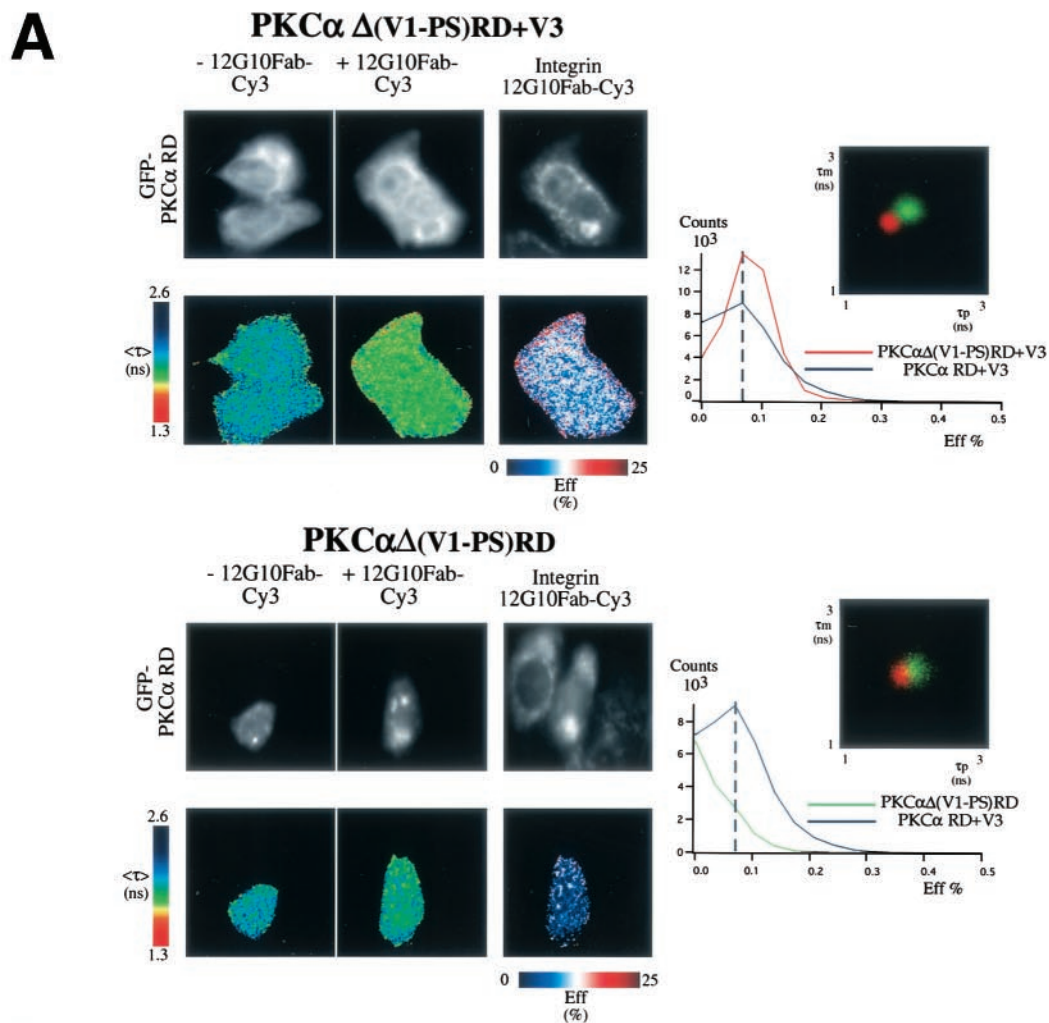 A
PKCα Δ(V1-PS)RD+V3
- 12G10Fab-
Cy3
+ 12G10Fab-
Cy3
Integrin
12G10Fab-Cy3
GFP-
PKCα RD
2.6
<τ>
(ns)
1.3
0 25
Eff
(%)
3
τm
(ns)
1 3
τp
(ns)
Counts
10³
12
10
8
6
4
2
0
0.0 0.1 0.2 0.3 0.4 0.5
Eff %
PKCαΔ(V1-PS)RD+V3
PKCα RD+V3
PKCαΔ(V1-PS)RD
- 12G10Fab-
Cy3
+ 12G10Fab-
Cy3
Integrin
12G10Fab-Cy3
GFP-
PKCα RD
2.6
<τ>
(ns)
1.3
0 25
Eff
(%)
3
τm
(ns)
1
1 3
τp
(ns)
Counts
10³
8
6
4
2
0
0.0 0.1 0.2 0.3 0.4 0.5
Eff %
PKCαΔ(V1-PS)RD
PKCα RD+V3